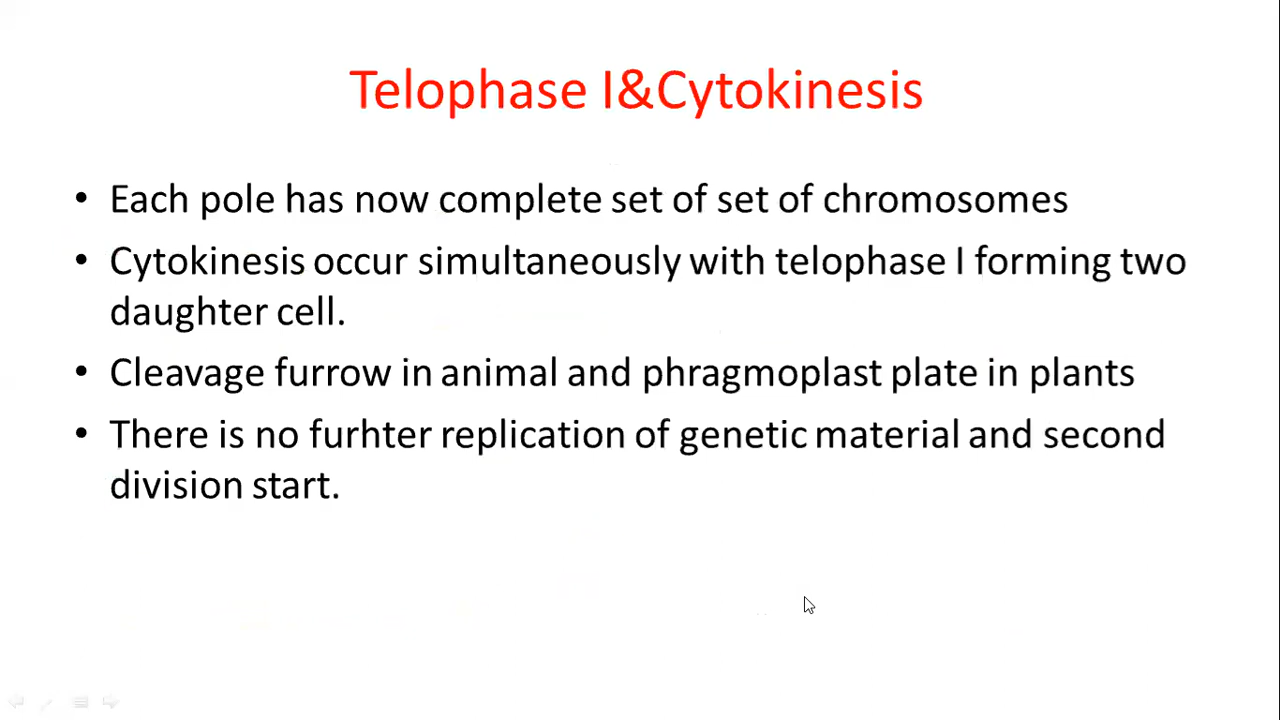 Telophase I&Cytokinesis
• Each pole has now complete set of set of chromosomes
• Cytokinesis occur simultaneously with telophase I forming two
daughter cell.
• Cleavage furrow in animal and phragmoplast plate in plants
• There is no furhter replication of genetic material and second
division start.